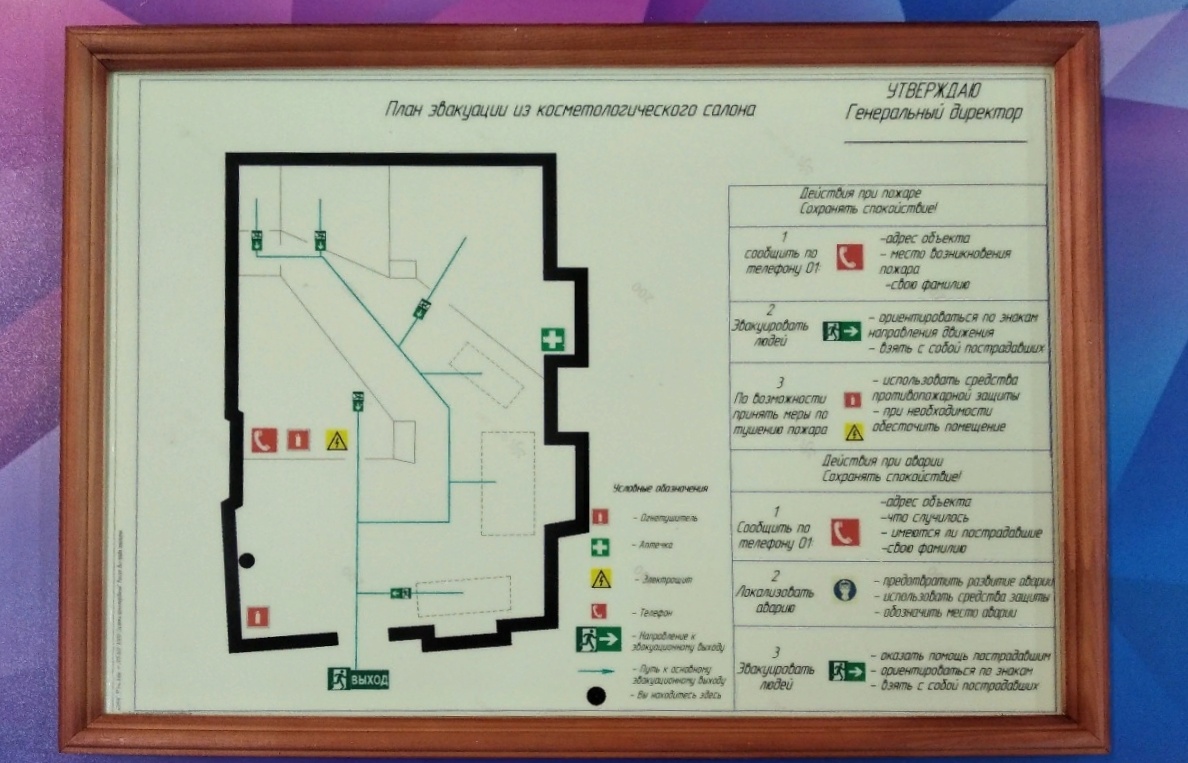 План эвакуации из косметологического салона
УТВЕРЖДАЮ
Генеральный директор
Действия при пожаре
Сохранять спокойствие!
1
сообщить по
телефону 01
-адрес объекта
- место возникновения
пожара
-свою фамилию
2
Эвакуировать
людей
- ориентироваться по знакам
направления движения
- взять с собой пострадавших
3
По возможности
принять меры по
тушению пожара
- использовать средства
противопожарной защиты
- при необходимости
обесточить помещение
Действия при аварии
Сохранять спокойствие!
1
Сообщить по
телефону 01
-адрес объекта
-что случилось
- имеются ли пострадавшие
-свою фамилию
2
Локализовать
аварию
- предотвратить развитие аварии
- использовать средства защиты
- обозначить место аварии
3
Эвакуировать
людей
- оказать помощь пострадавшим
- ориентироваться по знакам
- взять с собой пострадавших
Условные обозначения
- Огнетушитель
- Аптечка
- Электрощит
- Телефон
- Направление к
эвакуационному выходу
- Путь к основному
эвакуационному выходу
- Вы находитесь здесь
ВЫХОД